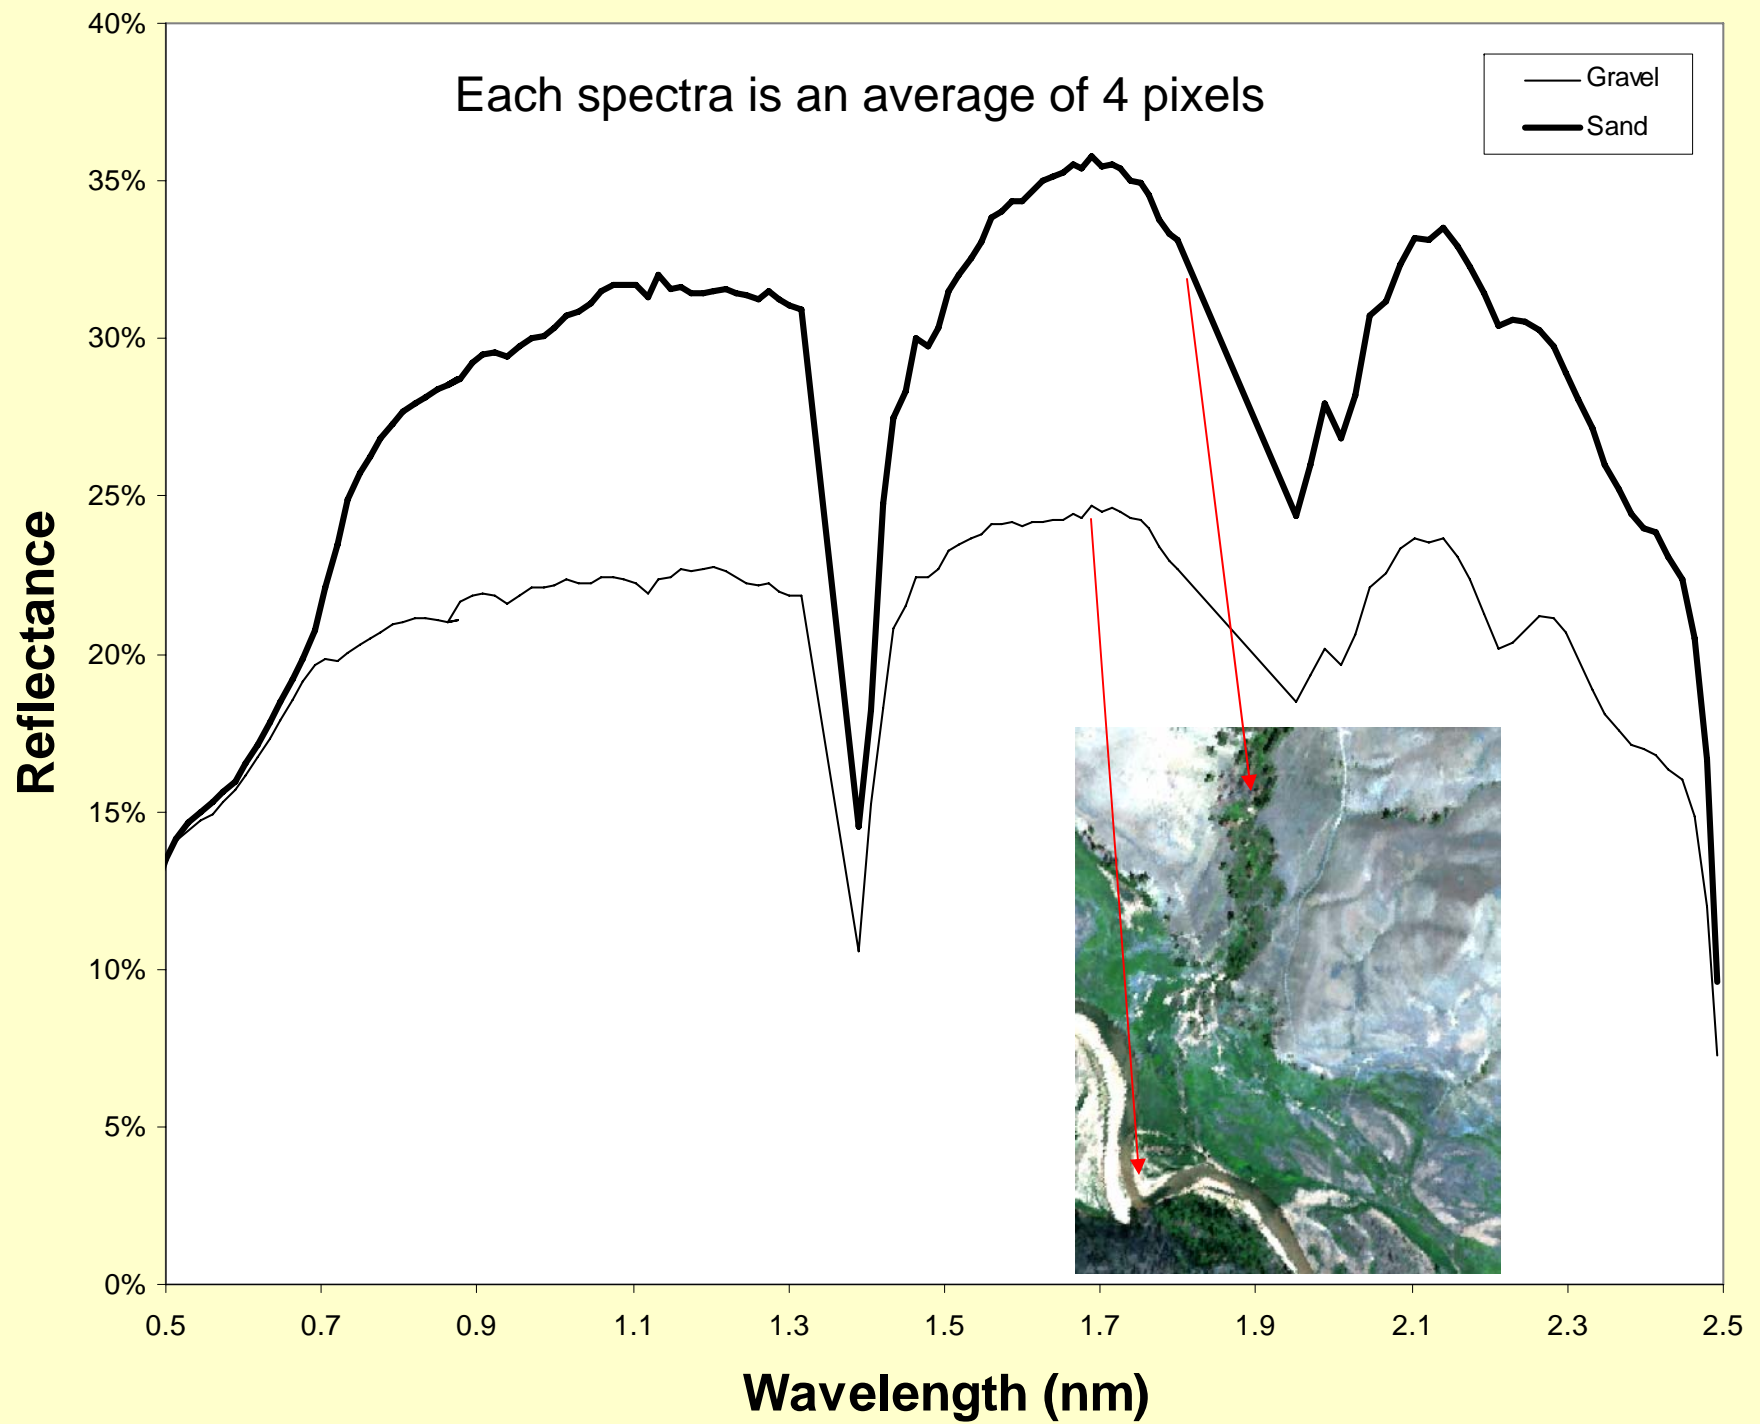 Each spectra is an average of 4 pixels
Gravel
Sand
Reflectance
40%
35%
30%
25%
20%
15%
10%
5%
0%
0.5 0.7 0.9 1.1 1.3 1.5 1.7 1.9 2.1 2.3 2.5
Wavelength (nm)